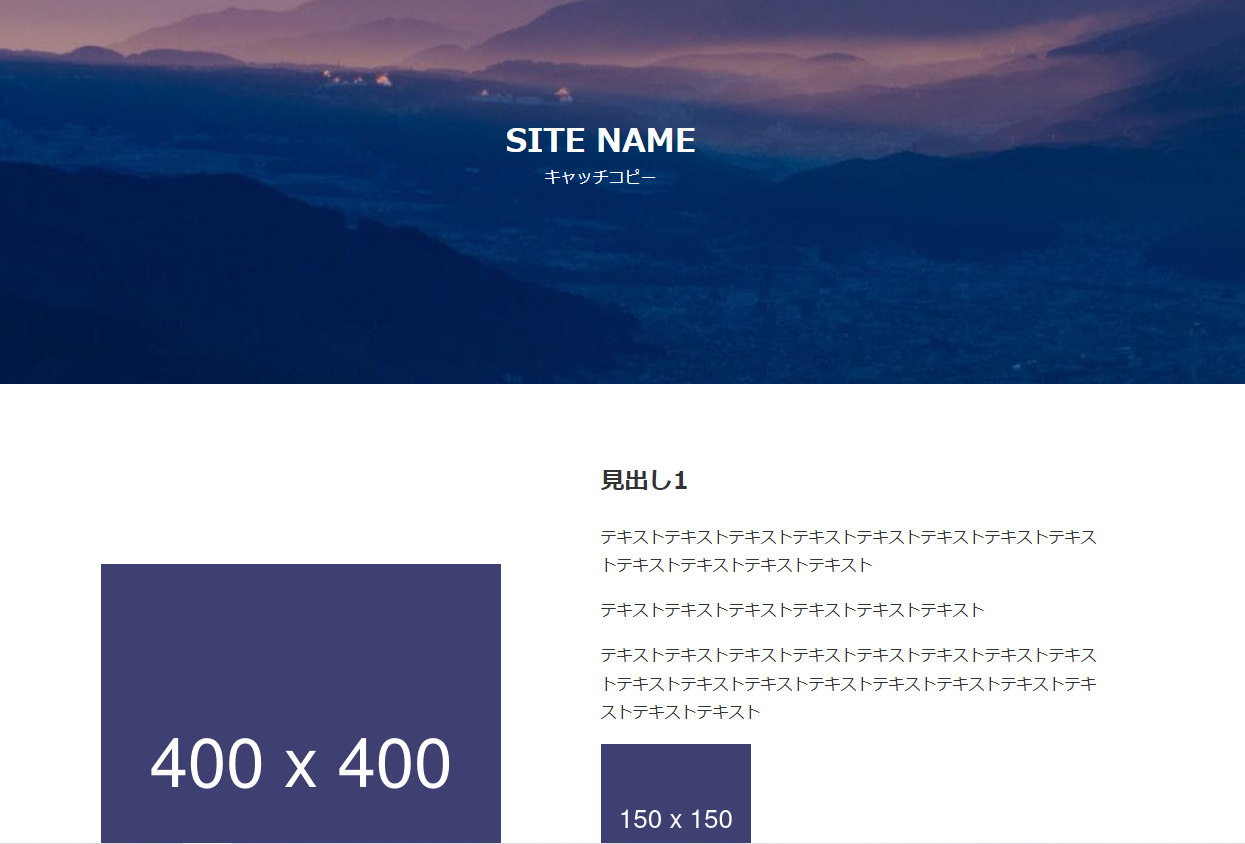 SITE NAME
キャッチコピー
見出し1
テキストテキストテキストテキストテキストテキストテキストテキス
トテキストテキストテキストテキスト
テキストテキストテキストテキストテキストテキスト
テキストテキストテキストテキストテキストテキストテキストテキス
トテキストテキストテキストテキストテキストテキストテキストテキ
ストテキストテキスト
400 x 400
150 x 150